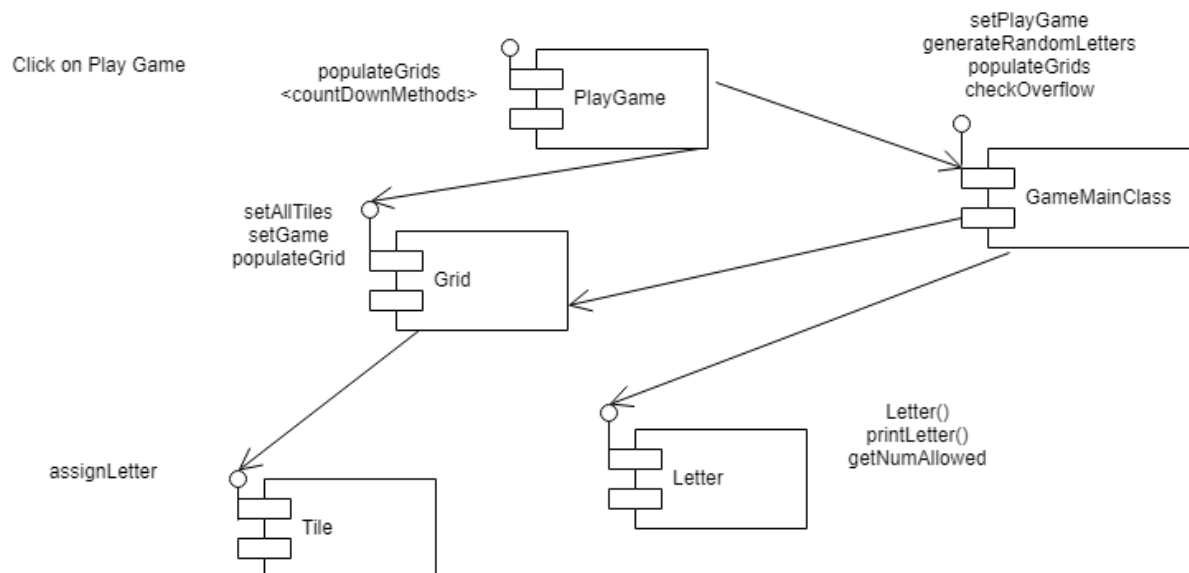 setPlayGame
generateRandomLetters
populateGrids
checkOverflow
Click on Play Game
populateGrids
<countDownMethods>
PlayGame
GameMainClass
setAllTiles
setGame
populateGrid
Grid
Letter()
printLetter()
getNumAllowed
assignLetter
Letter
Tile